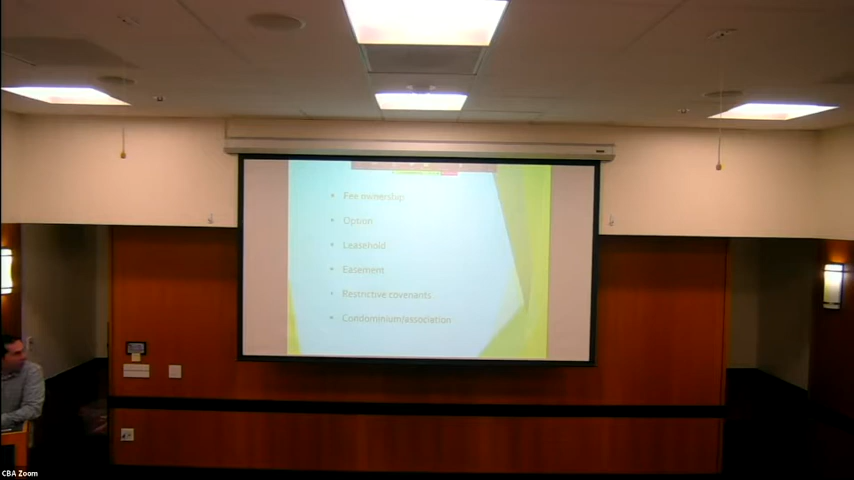 Fee ownership
Option
Leasehold
Easement
Restrictive covenants
Condominium/association
CBA Zoom